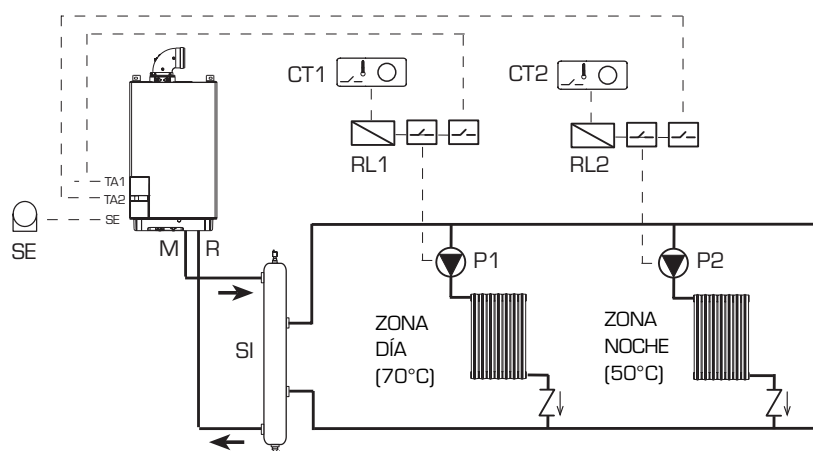 CT1
CT2
RL1
RL2
TA1
TA2
SE
SE
M R
P1
P2
SI
ZONA
DÍA
(70°C)
ZONA
NOCHE
(50°C)